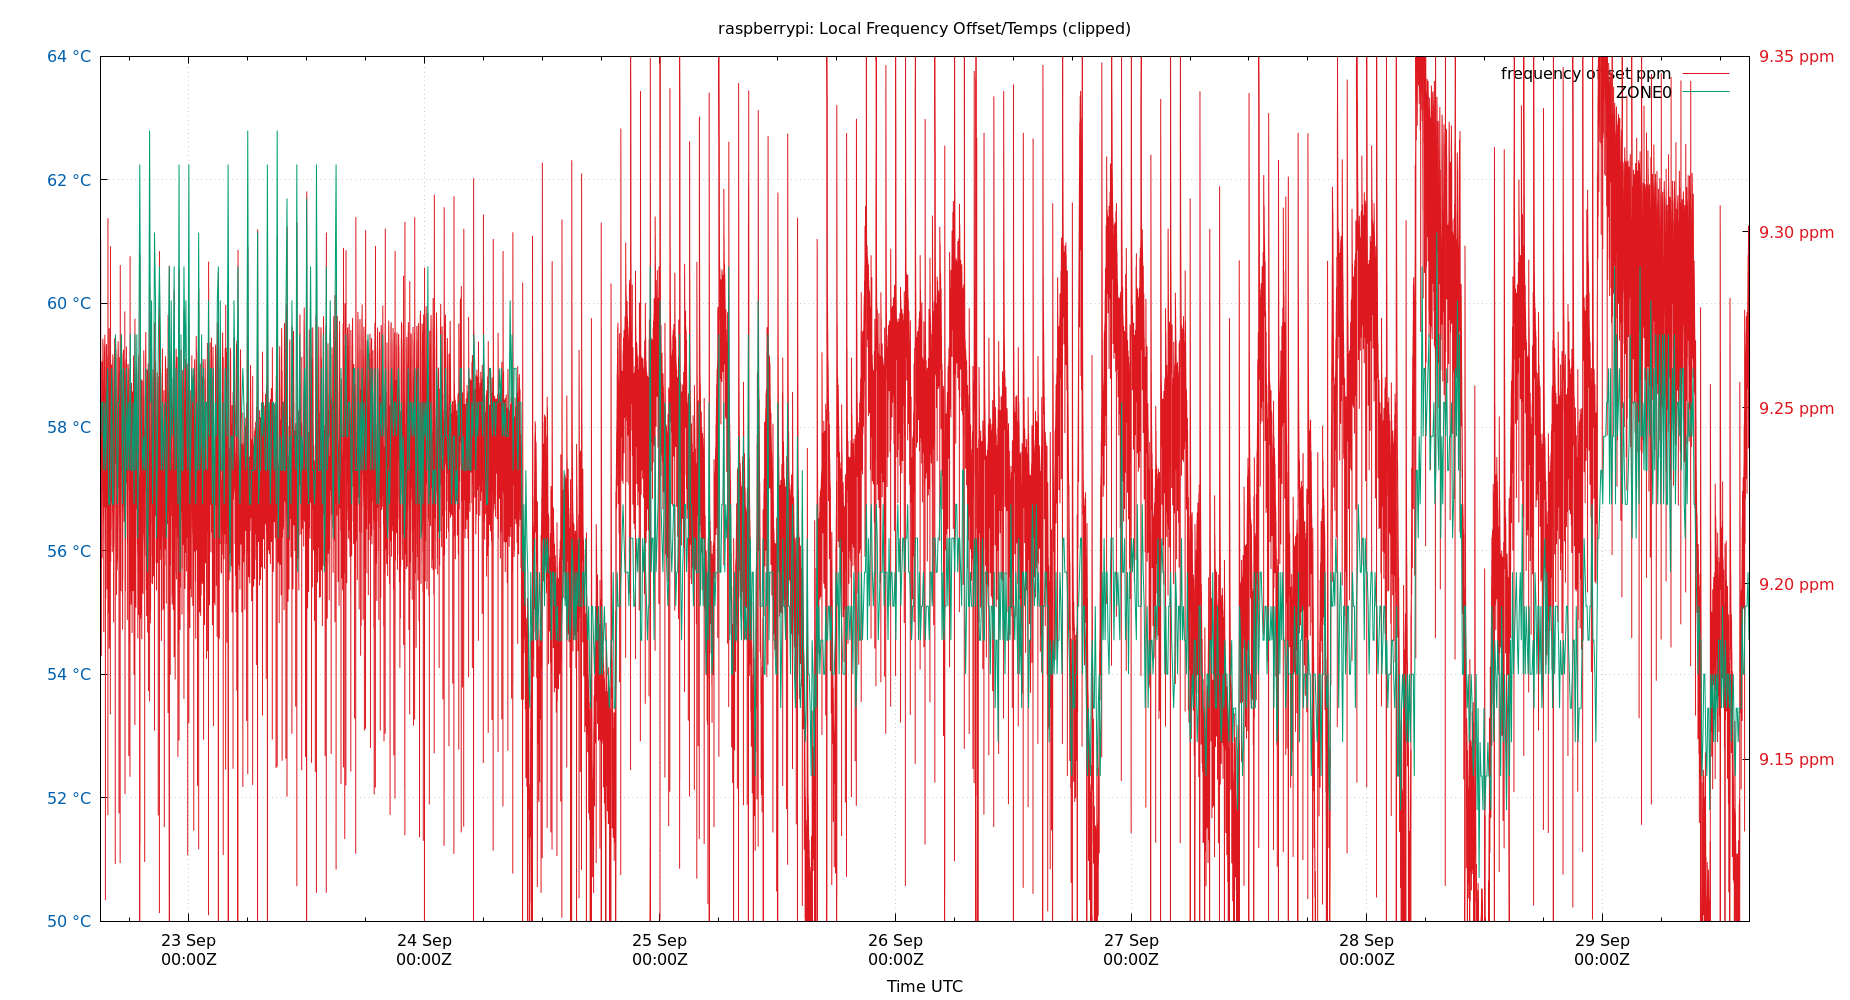 raspberrypi: Local Frequency Offset/Temps (clipped)
64 °C
62 °C
60 °C
58 °C
56 °C
54 °C
52 °C
50 °C
9.35 ppm
9.30 ppm
9.25 ppm
9.20 ppm
9.15 ppm
frequency offset ppm
ZONE0
23 Sep
00:00Z
24 Sep
00:00Z
25 Sep
00:00Z
26 Sep
00:00Z
27 Sep
00:00Z
28 Sep
00:00Z
29 Sep
00:00Z
Time UTC